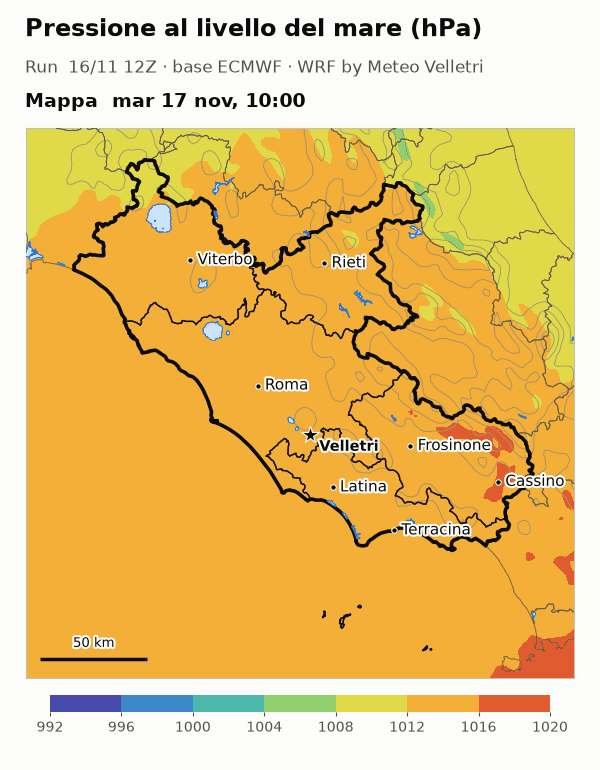 Pressione al livello del mare (hPa)
Run  16/11 12Z · base ECMWF · WRF by Meteo Velletri
Mappa  mar 17 nov, 10:00
Viterbo
Rieti
Roma
Velletri
Frosinone
Cassino
Latina
Terracina
50 km
992 996 1000 1004 1008 1012 1016 1020